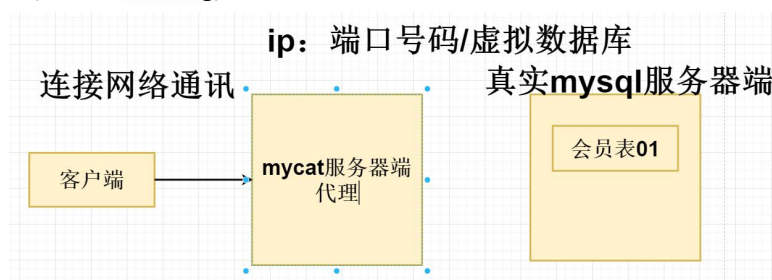 ip：端口号码/虚拟数据库
连接网络通讯
真实mysql服务器端
会员表01
客户端
mycat服务器端
代理